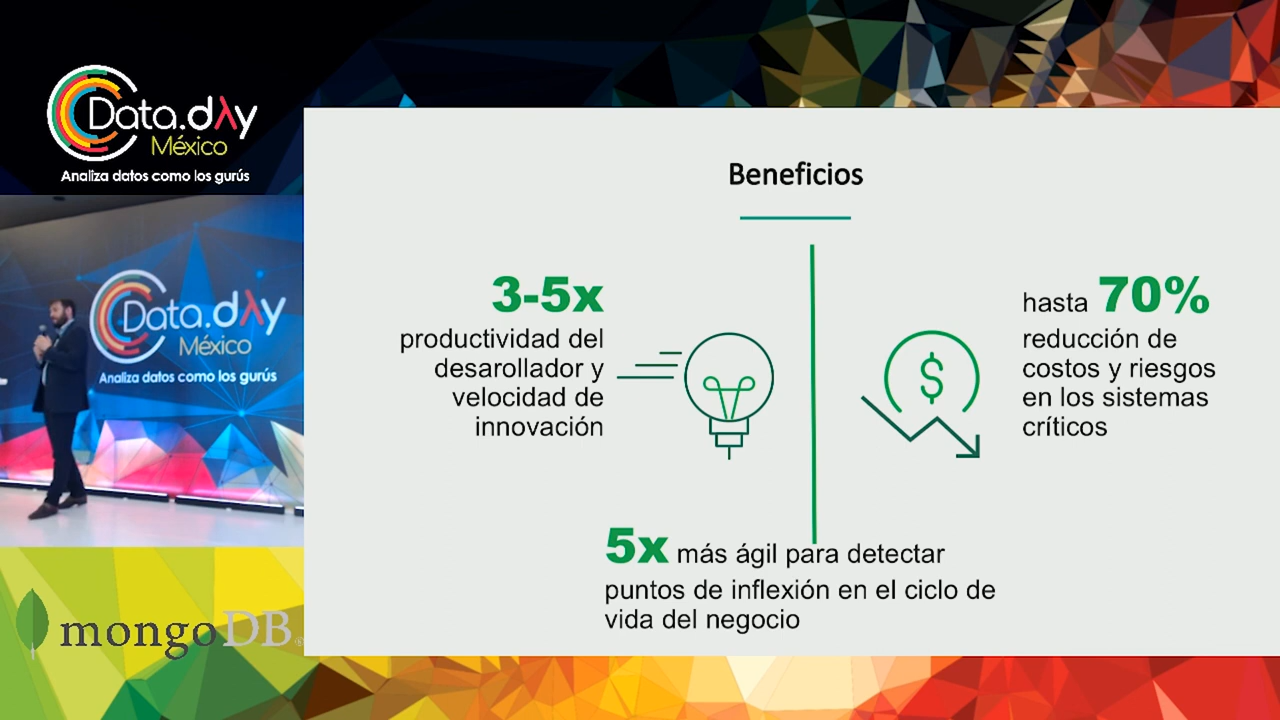 Data.dAy
México
Analiza datos como los gurús
Data.dAy
México
Analiza datos como los gurús
mongoDB®
Beneficios
3-5x
productividad del
desarollador y
velocidad de
innovación
hasta 70%
reducción de
costos y riesgos
en los sistemas
críticos
5x más ágil para detectar
puntos de inflexión en el ciclo de
vida del negocio